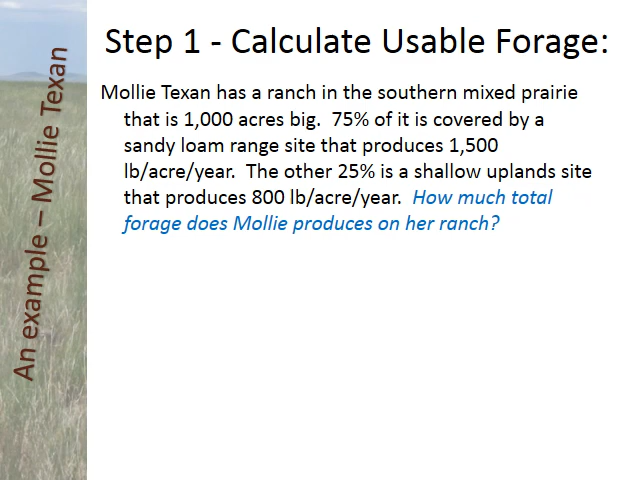 Step 1 - Calculate Usable Forage:
Mollie Texan has a ranch in the southern mixed prairie
that is 1,000 acres big.  75% of it is covered by a
sandy loam range site that produces 1,500
lb/acre/year.  The other 25% is a shallow uplands site
that produces 800 lb/acre/year.  How much total
forage does Mollie produces on her ranch?
An example – Mollie Texan